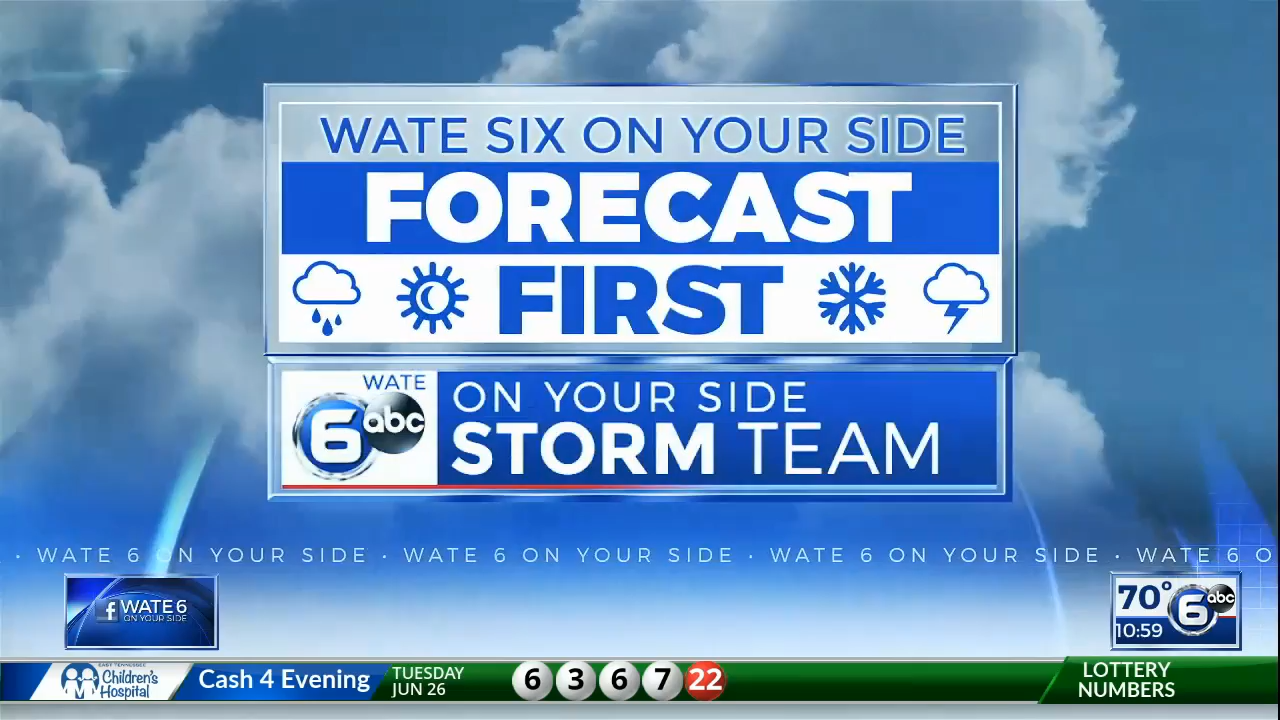 WATE SIX ON YOUR SIDE
FORECAST
FIRST
WATE
6 abc
ON YOUR SIDE
STORM TEAM
· WATE 6 ON YOUR SIDE · WATE 6 ON YOUR SIDE · WATE 6 ON YOUR SIDE · WATE 6 O
f WATE 6
ON YOUR SIDE
70°
10:59
6 abc
EAST TENNESSEE
Children's
Hospital
Cash 4 Evening
TUESDAY
JUN 26
6 3 6 7 22
LOTTERY
NUMBERS